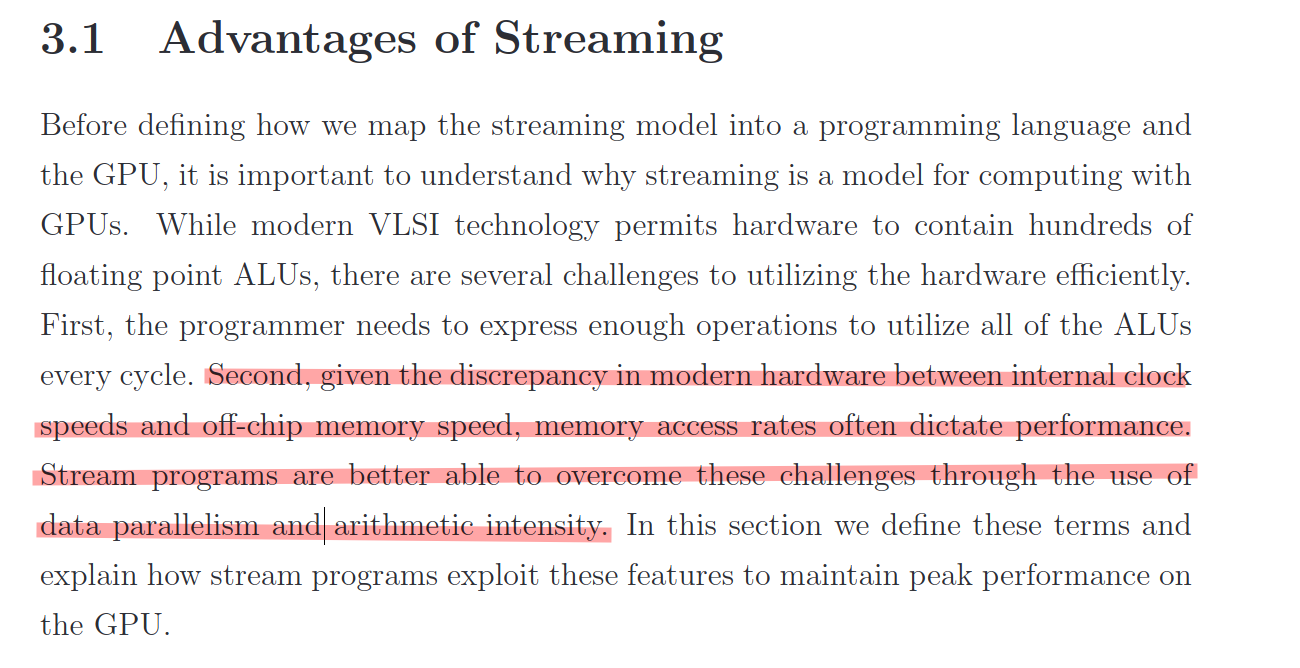 3.1 Advantages of Streaming
Before defining how we map the streaming model into a programming language and
the GPU, it is important to understand why streaming is a model for computing with
GPUs. While modern VLSI technology permits hardware to contain hundreds of
floating point ALUs, there are several challenges to utilizing the hardware efficiently.
First, the programmer needs to express enough operations to utilize all of the ALUs
every cycle. Second, given the discrepancy in modern hardware between internal clock
speeds and off-chip memory speed, memory access rates often dictate performance.
Stream programs are better able to overcome these challenges through the use of
data parallelism and arithmetic intensity. In this section we define these terms and
explain how stream programs exploit these features to maintain peak performance on
the GPU.